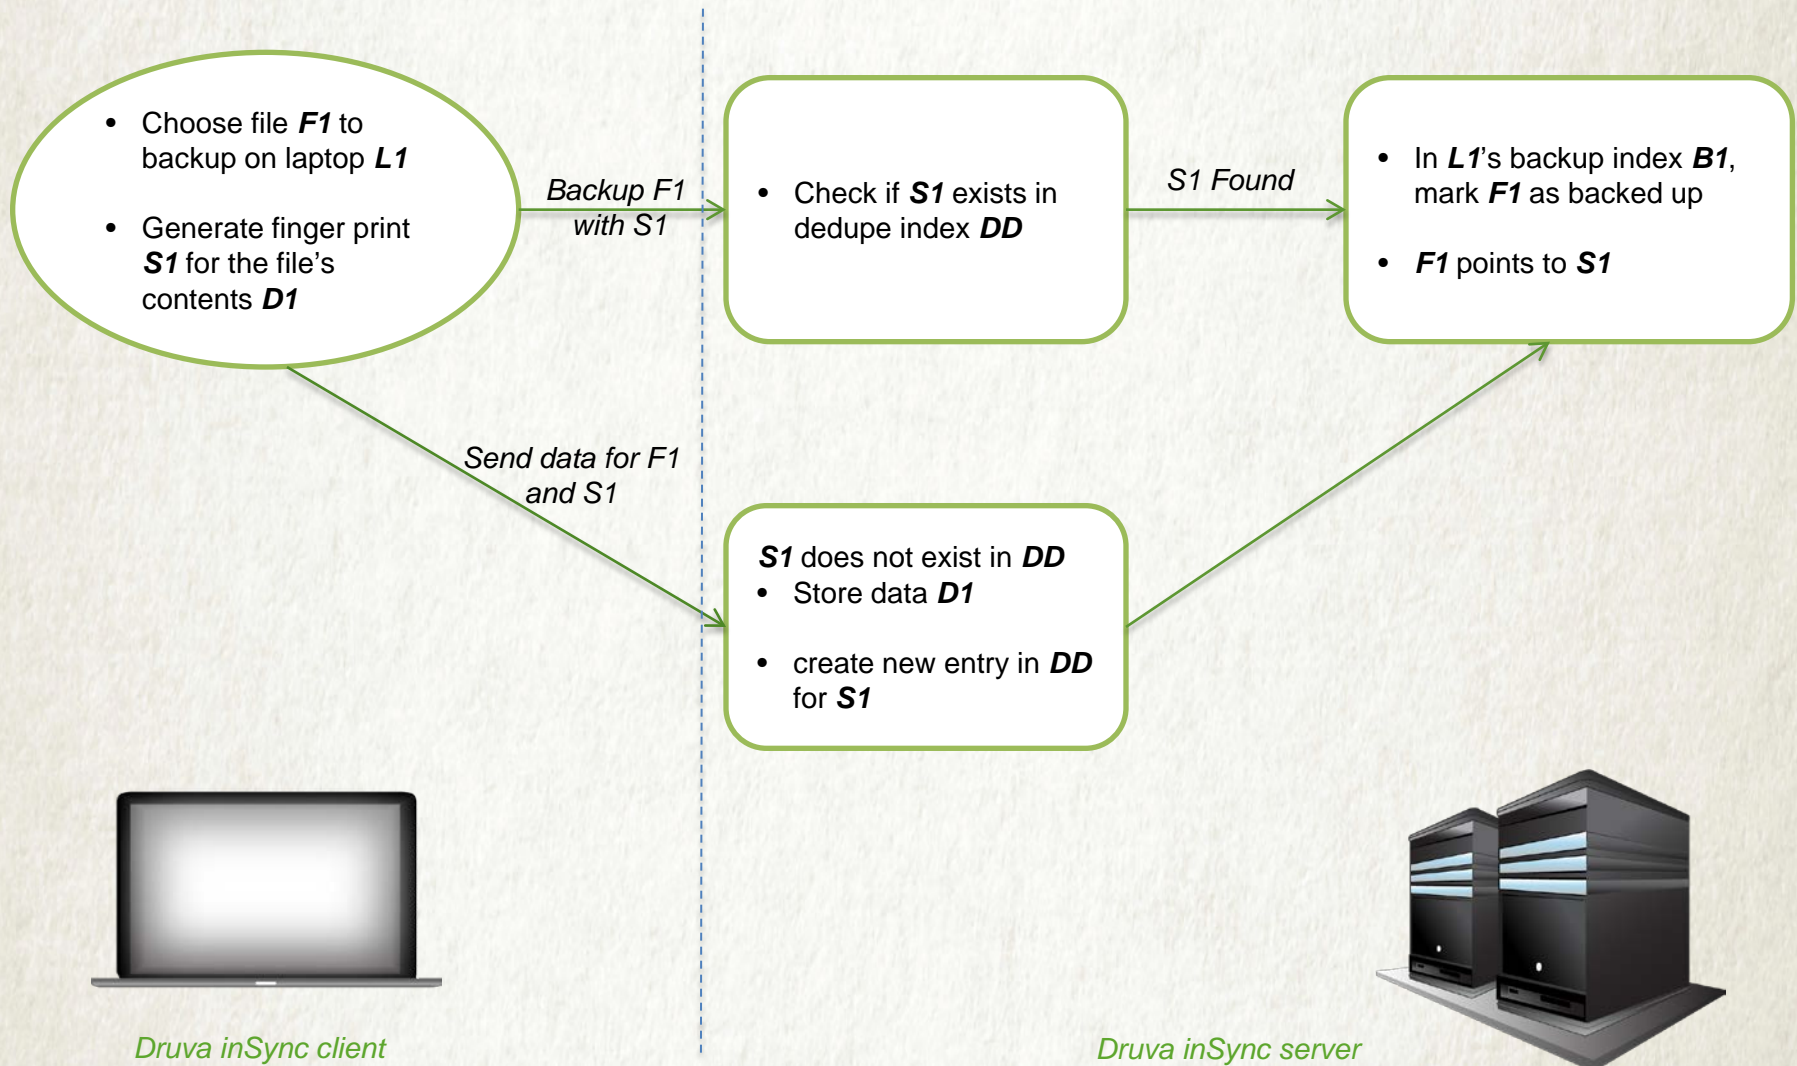 • Choose file F1 to
backup on laptop L1
• Generate finger print
S1 for the file's
contents D1
Backup F1
with S1
• Check if S1 exists in
dedupe index DD
S1 Found
• In L1's backup index B1,
mark F1 as backed up
• F1 points to S1
Send data for F1
and S1
S1 does not exist in DD
• Store data D1
• create new entry in DD
for S1
Druva inSync client
Druva inSync server